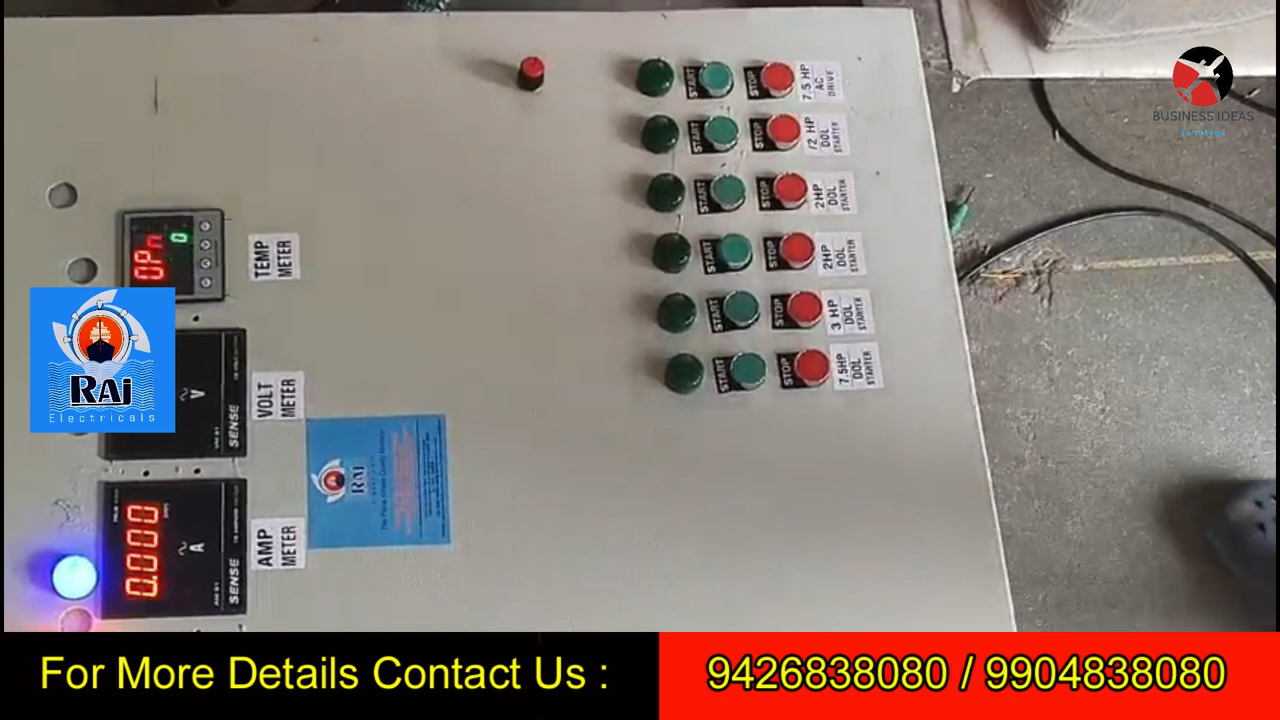 BUSINESS IDEAS
START
STOP
7.5 HP
AC
DRIVE
START
STOP
/2 HP
DOL
STARTER
START
STOP
2HP
DOL
STARTER
START
STOP
2HP
DOL
STARTER
START
STOP
3 HP
DOL
STARTER
START
STOP
7.5HP
DOL
STARTER
OPn
0
TEMP
METER
V
SENSE
VOLT
METER
0.000
A
SENSE
AMP
METER
RAj
Electricals
RAj
For More Details Contact Us :
9426838080 / 9904838080